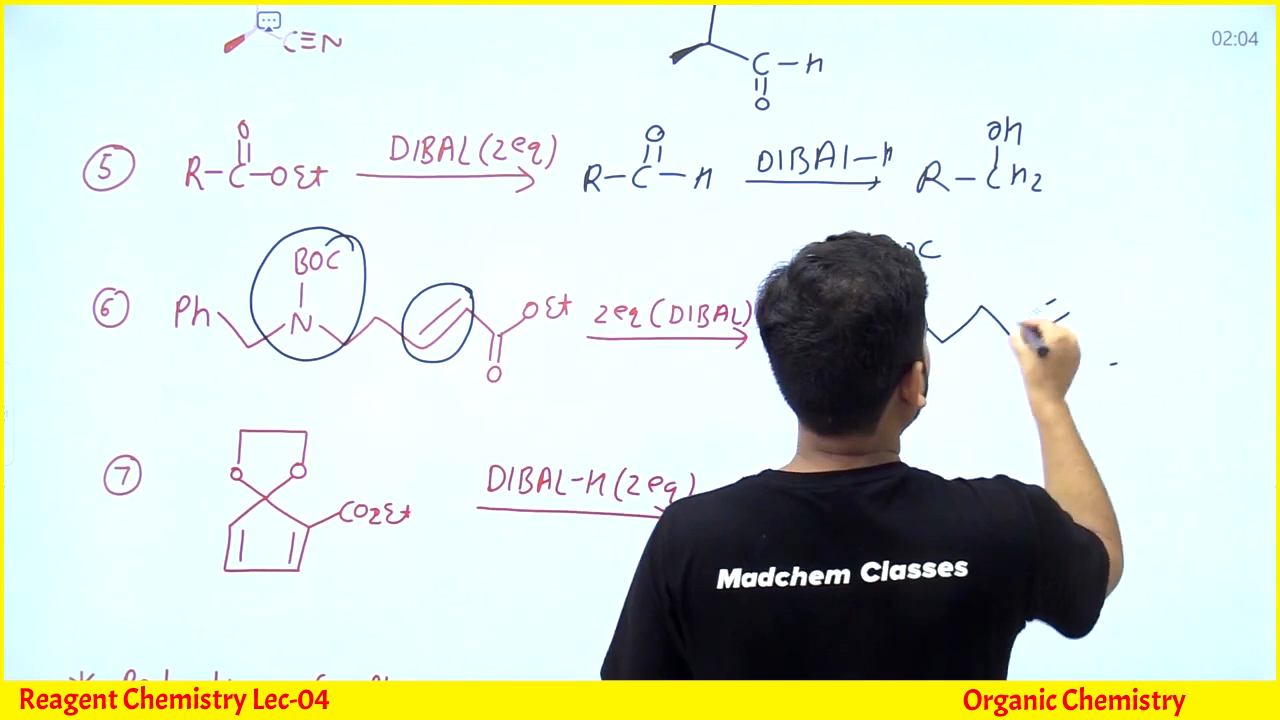 02:04
C≡N
C-H
O
5 R-C-OEt DIBAL(2eq) R-C-H DIBAl-H R-CH2
O O OH
BOC OC
6 Ph N OEt 2eq(DIBAL)
O
7 O O CO2Et DIBAL-H(2eq)
Madchem Classes
Reagent Chemistry Lec-04 Organic Chemistry